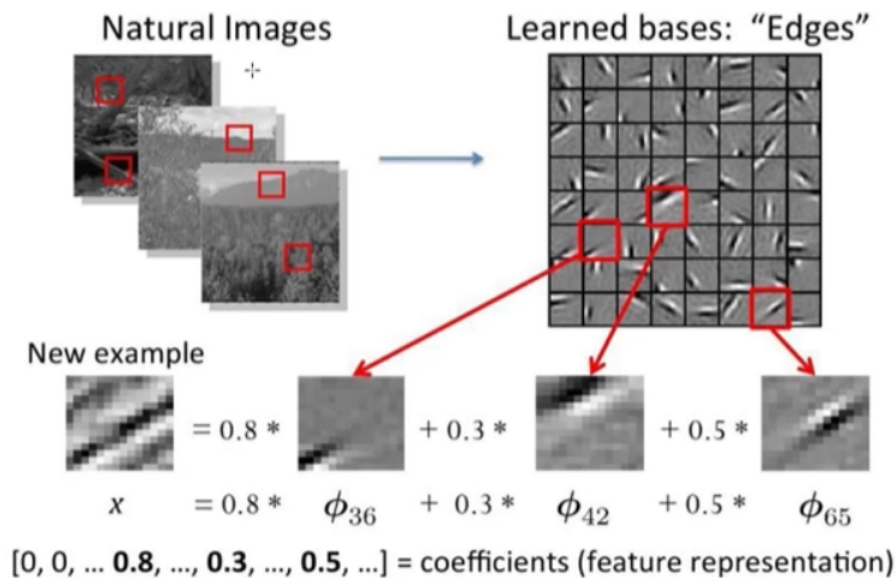 Natural Images
Learned bases: “Edges”
New example
= 0.8 * + 0.3 * + 0.5 *
x = 0.8 * ϕ₃₆ + 0.3 * ϕ₄₂ + 0.5 * ϕ₆₅
[0, 0, ... 0.8, ..., 0.3, ..., 0.5, ...] = coefficients (feature representation)